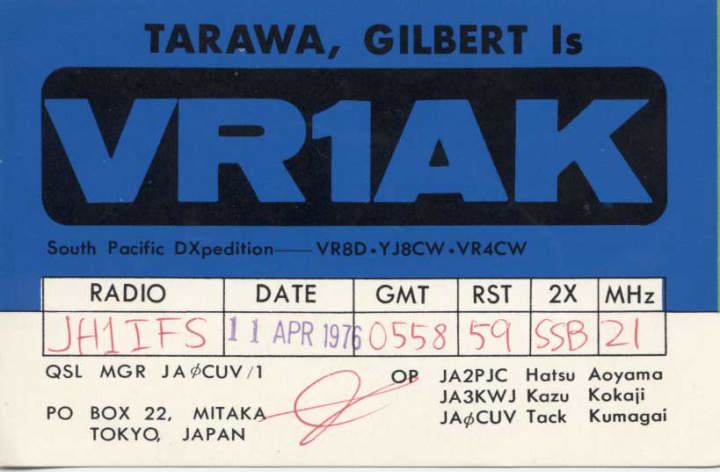 TARAWA, GILBERT Is
VR1AK
South Pacific DXpedition—VR8D•YJ8CW•VR4CW
RADIO DATE GMT RST 2X MHz
JH1IFS 11 APR 1976 0558 59 SSB 21
QSL MGR JAøCUV/1
OP JA2PJC Hatsu Aoyama
JA3KWJ Kazu Kokaji
JAøCUV Tack Kumagai
PO BOX 22, MITAKA
TOKYO, JAPAN